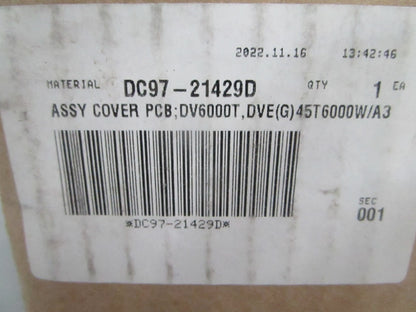 2022.11.16 13:42:46
MATERIAL DC97-21429D QTY 1 EA
ASSY COVER PCB;DV6000T,DVE(G)45T6000W/A3
SEC
001
*DC97-21429D*